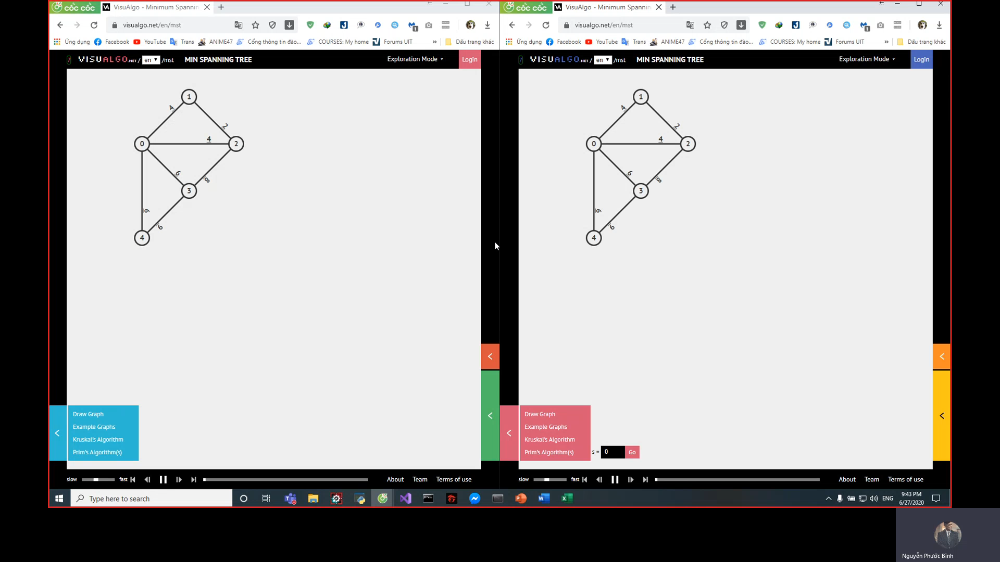 cốc cốc
VisuAlgo - Minimum Spannin
visualgo.net/en/mst
1
Ứng dụng
Facebook
YouTube
Trans
ANIME47
Cổng thông tin đào...
COURSES: My home
Forums UIT
»
Dấu trang khác
7
VISUALGO.NET / en /mst
MIN SPANNING TREE
Exploration Mode
Login
1
4
2
0
4
2
6
8
3
9
6
4
Draw Graph
Example Graphs
Kruskal's Algorithm
Prim's Algorithm(s)
slow
fast
About
Team
Terms of use
cốc cốc
VisuAlgo - Minimum Spannin
visualgo.net/en/mst
1
Ứng dụng
Facebook
YouTube
Trans
ANIME47
Cổng thông tin đào...
COURSES: My home
Forums UIT
»
Dấu trang khác
7
VISUALGO.NET / en /mst
MIN SPANNING TREE
Exploration Mode
Login
1
4
2
0
4
2
6
8
3
9
6
4
Draw Graph
Example Graphs
Kruskal's Algorithm
Prim's Algorithm(s)
s = 0 Go
slow
fast
About
Team
Terms of use
Type here to search
ENG
9:43 PM
6/27/2020
Nguyễn Phước Bình